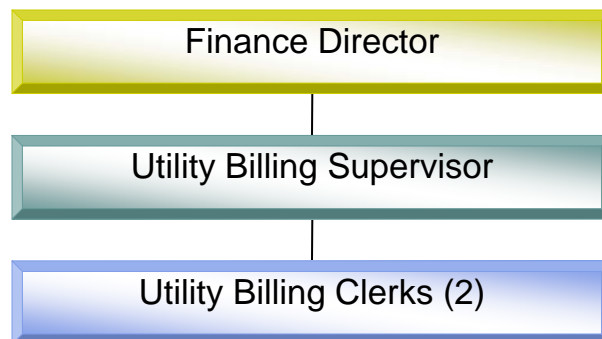 Finance Director
Utility Billing Supervisor
Utility Billing Clerks (2)